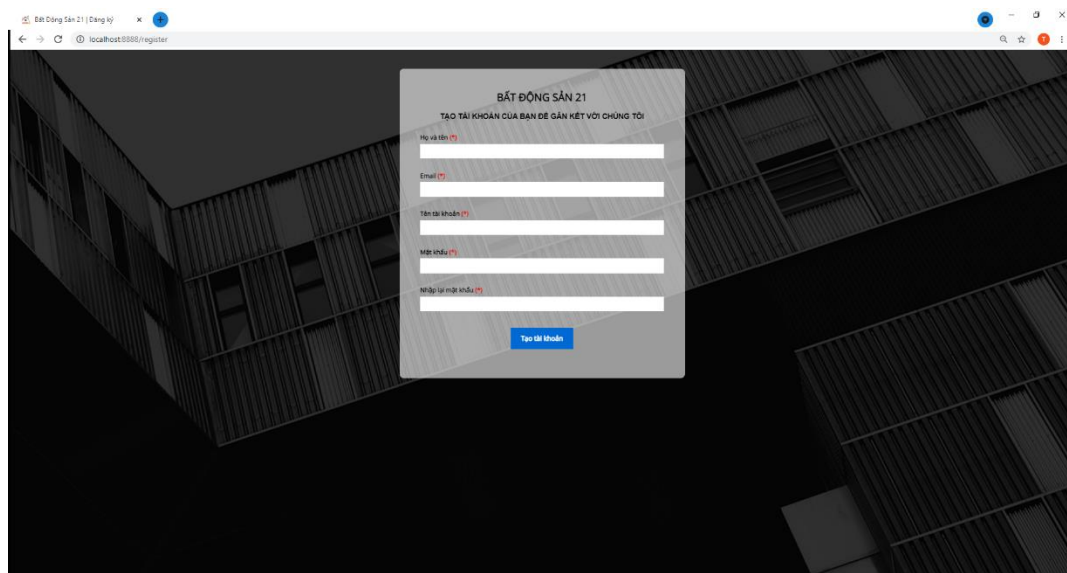 Bất Động Sản 21 | Đăng ký
localhost:8888/register
T
BẤT ĐỘNG SẢN 21
TẠO TÀI KHOẢN CỦA BẠN ĐỂ GẮN KẾT VỚI CHÚNG TÔI
Họ và tên (*)
Email (*)
Tên tài khoản (*)
Mật khẩu (*)
Nhập lại mật khẩu (*)
Tạo tài khoản